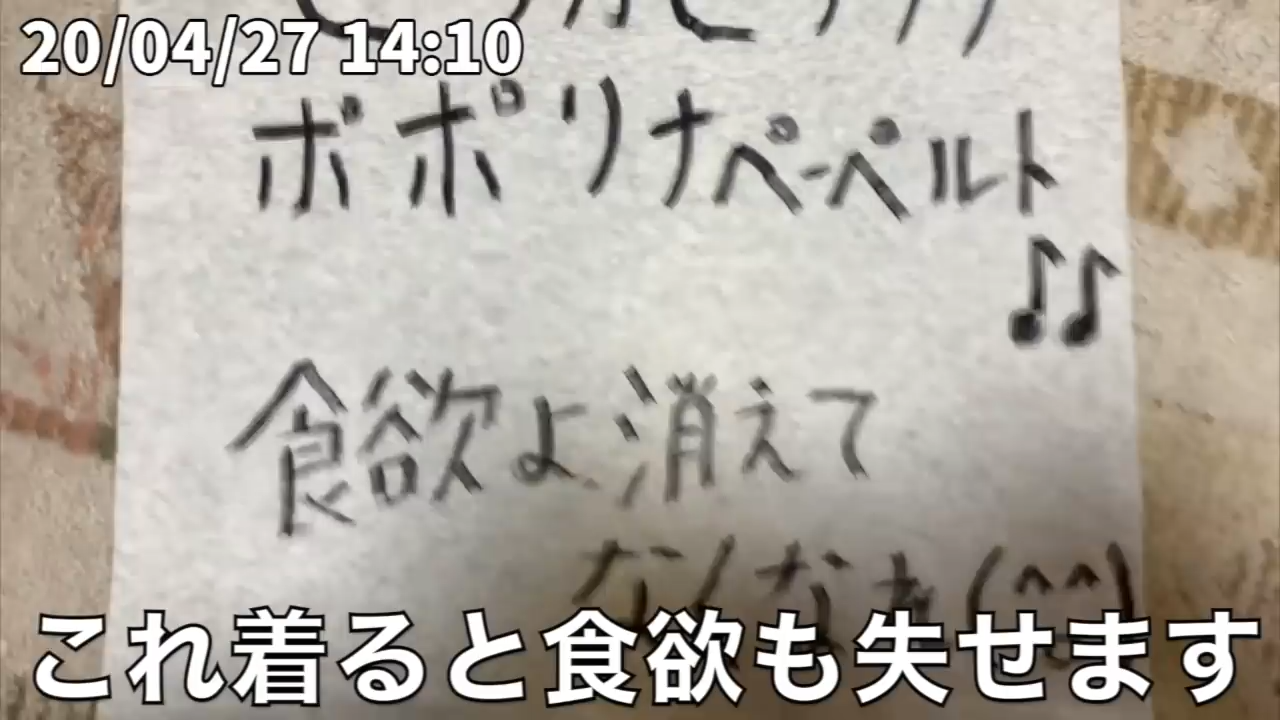 20/04/27 14:10
ボポリナペーペルト
♪♪
食欲よ消えて
(^^)
これ着ると食欲も失せます